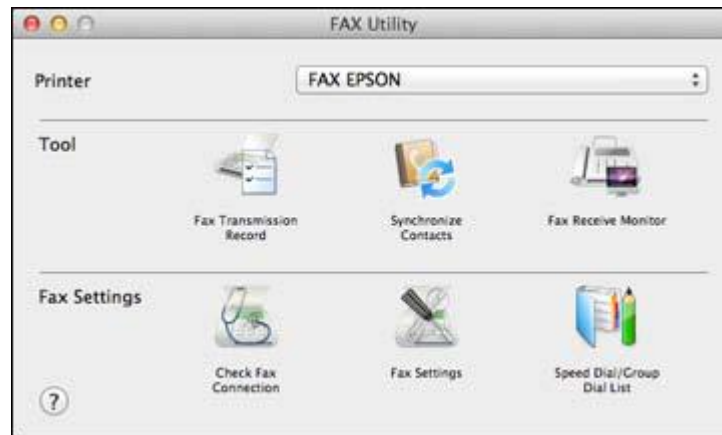 FAX Utility
Printer
FAX EPSON
Tool
Fax Transmission
Record
Synchronize
Contacts
Fax Receive Monitor
Fax Settings
Check Fax
Connection
Fax Settings
Speed Dial/Group
Dial List
?